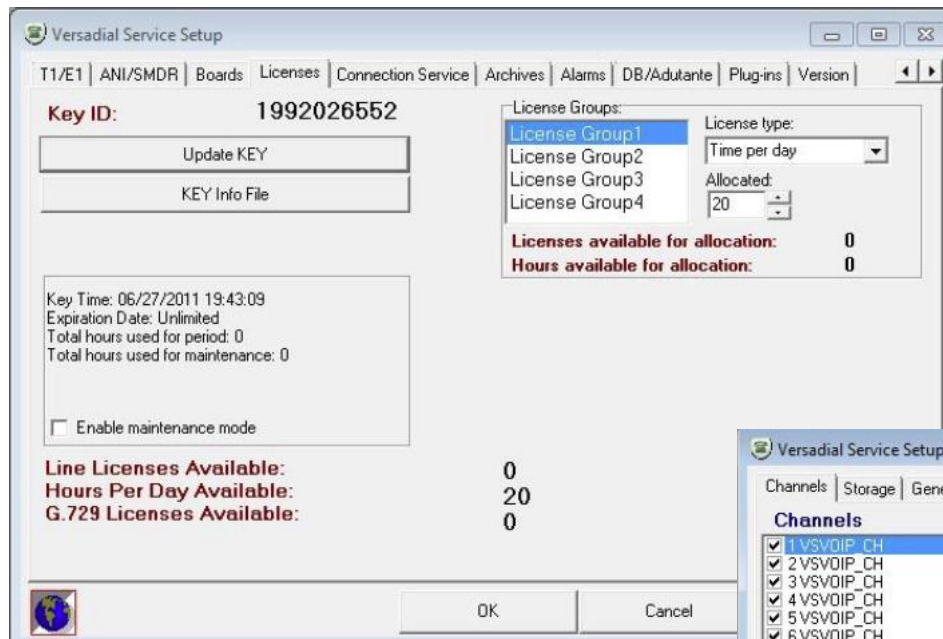 Versadial Service Setup
T1/E1 ANI/SMDR Boards Licenses Connection Service Archives Alarms DB/Adutante Plug-ins Version
Key ID: 1992026552
Update KEY
KEY Info File
License Groups:
License Group1
License Group2
License Group3
License Group4
License type:
Time per day
Allocated:
20
Licenses available for allocation: 0
Hours available for allocation: 0
Key Time: 06/27/2011 19:43:09
Expiration Date: Unlimited
Total hours used for period: 0
Total hours used for maintenance: 0
Enable maintenance mode
Line Licenses Available: 0
Hours Per Day Available: 20
G.729 Licenses Available: 0
OK Cancel
Versadial Service Setup
Channels Storage Gene
Channels
1 VSVOIP_CH
2 VSVOIP_CH
3 VSVOIP_CH
4 VSVOIP_CH
5 VSVOIP_CH
6 VSVOIP_CH